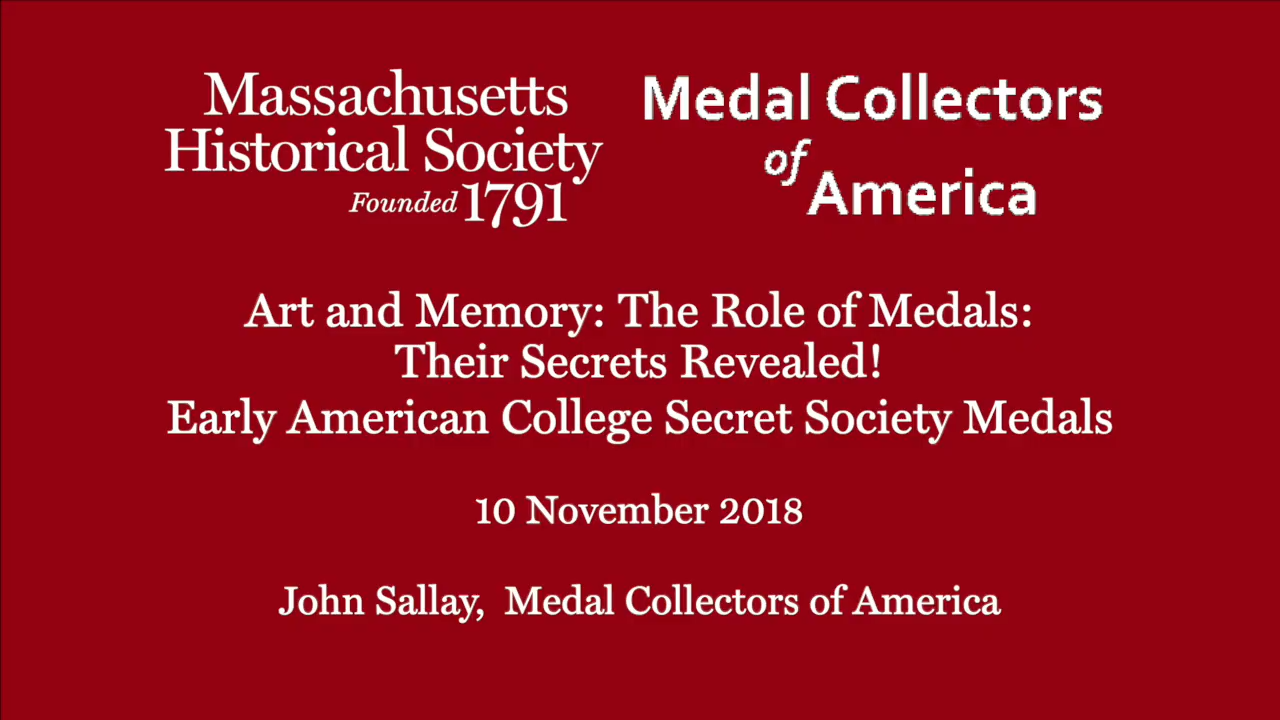 Massachusetts
Historical Society
Founded 1791
Medal Collectors
of
America
Art and Memory: The Role of Medals:
Their Secrets Revealed!
Early American College Secret Society Medals
10 November 2018
John Sallay, Medal Collectors of America